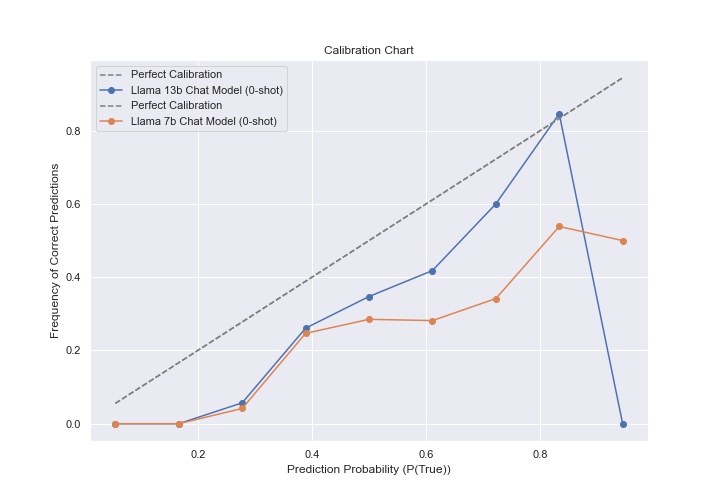 Calibration Chart
Perfect Calibration
Llama 13b Chat Model (0-shot)
Perfect Calibration
Llama 7b Chat Model (0-shot)
Frequency of Correct Predictions
0.8
0.6
0.4
0.2
0.0
0.2 0.4 0.6 0.8
Prediction Probability (P(True))